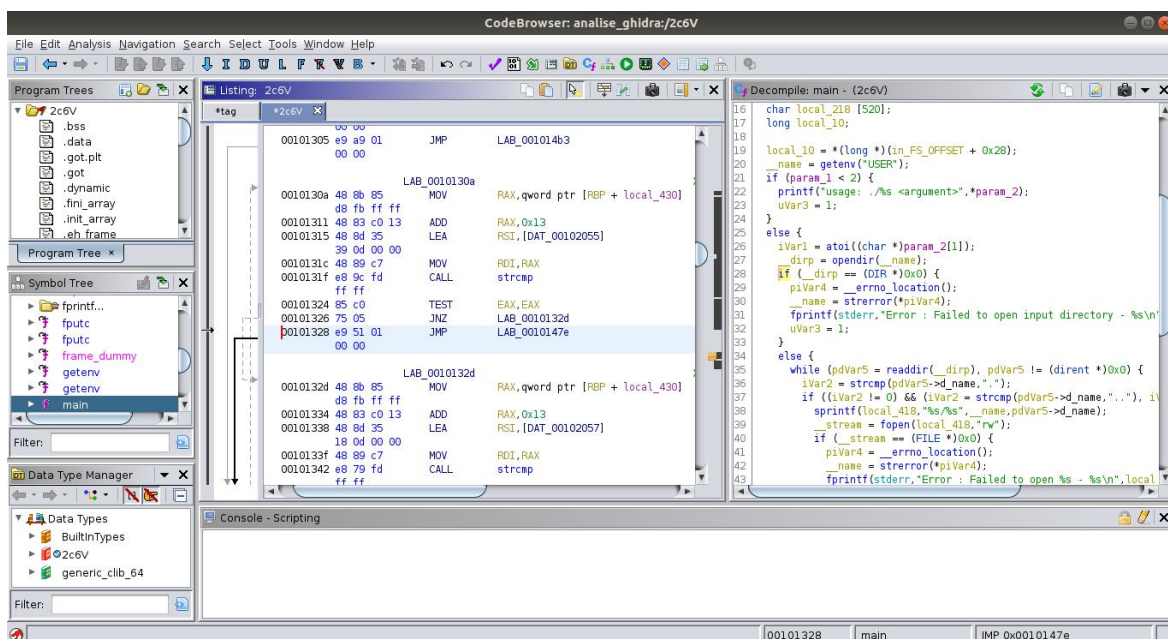 CodeBrowser: analise_ghidra:/2c6V
File Edit Analysis Navigation Search Select Tools Window Help
I D U L F R V B
Program Trees
2c6V
.bss
.data
.got.plt
.got
.dynamic
.fini_array
.init_array
.eh_frame
Program Tree ×
Symbol Tree
fprintf...
fputc
fputc
frame_dummy
getenv
getenv
main
Filter:
Data Type Manager
Data Types
BuiltInTypes
2c6V
generic_clib_64
Filter:
Listing: 2c6V
*tag *2c6V
00 00
00101305 e9 a9 01 JMP LAB_001014b3
00 00
LAB_0010130a
0010130a 48 8b 85 MOV RAX,qword ptr [RBP + local_430]
d8 fb ff ff
00101311 48 83 c0 13 ADD RAX,0x13
00101315 48 8d 35 LEA RSI,[DAT_00102055]
39 0d 00 00
0010131c 48 89 c7 MOV RDI,RAX
0010131f e8 9c fd CALL strcmp
ff ff
00101324 85 c0 TEST EAX,EAX
00101326 75 05 JNZ LAB_0010132d
00101328 e9 51 01 JMP LAB_0010147e
00 00
LAB_0010132d
0010132d 48 8b 85 MOV RAX,qword ptr [RBP + local_430]
d8 fb ff ff
00101334 48 83 c0 13 ADD RAX,0x13
00101338 48 8d 35 LEA RSI,[DAT_00102057]
18 0d 00 00
0010133f 48 89 c7 MOV RDI,RAX
00101342 e8 79 fd CALL strcmp
ff ff
Decompile: main - (2c6V)
16 char local_218 [520];
17 long local_10;
18
19 local_10 = *(long *)(in_FS_OFFSET + 0x28);
20 __name = getenv("USER");
21 if (param_1 < 2) {
22 printf("usage: ./%s <argument>",*param_2);
23 uVar3 = 1;
24 }
25 else {
26 iVar1 = atoi((char *)param_2[1]);
27 __dirp = opendir(__name);
28 if (__dirp == (DIR *)0x0) {
29 piVar4 = __errno_location();
30 __name = strerror(*piVar4);
31 fprintf(stderr,"Error : Failed to open input directory - %s\n"
32 uVar3 = 1;
33 }
34 else {
35 while (pdVar5 = readdir(__dirp), pdVar5 != (dirent *)0x0) {
36 iVar2 = strcmp(pdVar5->d_name,".");
37 if ((iVar2 != 0) && (iVar2 = strcmp(pdVar5->d_name,".."), iV
38 sprintf(local_418,"%s/%s",__name,pdVar5->d_name);
39 __stream = fopen(local_418,"rw");
40 if (__stream == (FILE *)0x0) {
41 piVar4 = __errno_location();
42 __name = strerror(*piVar4);
43 fprintf(stderr,"Error : Failed to open %s - %s\n",local
Console - Scripting
00101328 main JMP 0x0010147e